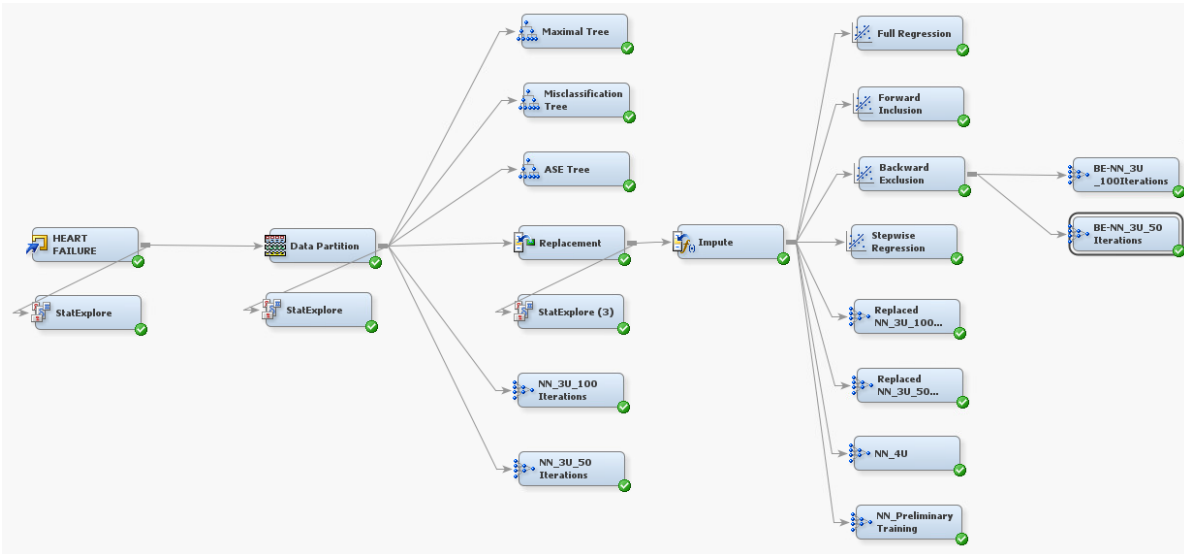 HEART
FAILURE
StatExplore
Data Partition
StatExplore
Maximal Tree
Misclassification
Tree
ASE Tree
Replacement
StatExplore (3)
NN_3U_100
Iterations
NN_3U_50
Iterations
Impute
Full Regression
Forward
Inclusion
Backward
Exclusion
Stepwise
Regression
Replaced
NN_3U_100...
Replaced
NN_3U_50...
NN_4U
NN_Preliminary
Training
BE-NN_3U
_100Iterations
BE-NN_3U_50
Iterations